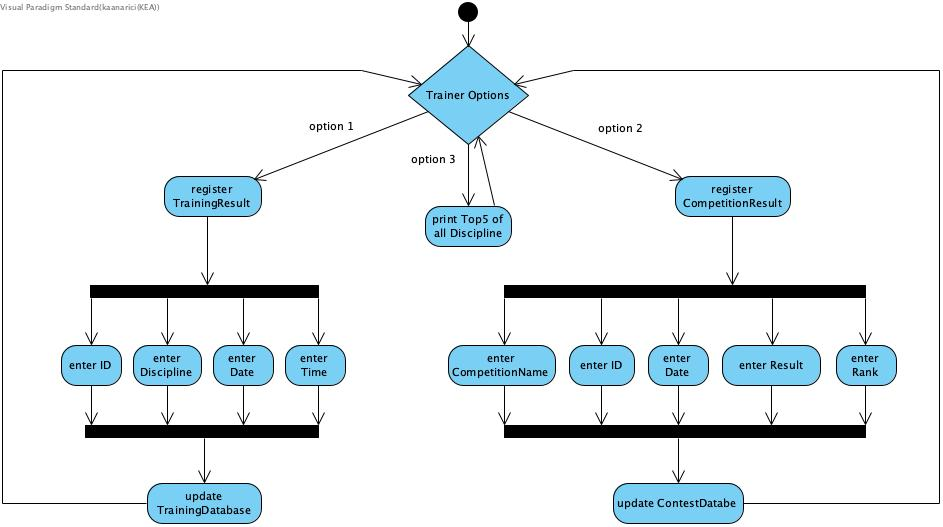 Visual Paradigm Standard(kaanarici(KEA))
Trainer Options
option 1
option 2
option 3
register
TrainingResult
print Top5 of
all Discipline
register
CompetitionResult
enter ID
enter
Discipline
enter
Date
enter
Time
enter
CompetitionName
enter ID
enter
Date
enter Result
enter
Rank
update
TrainingDatabase
update ContestDatabe